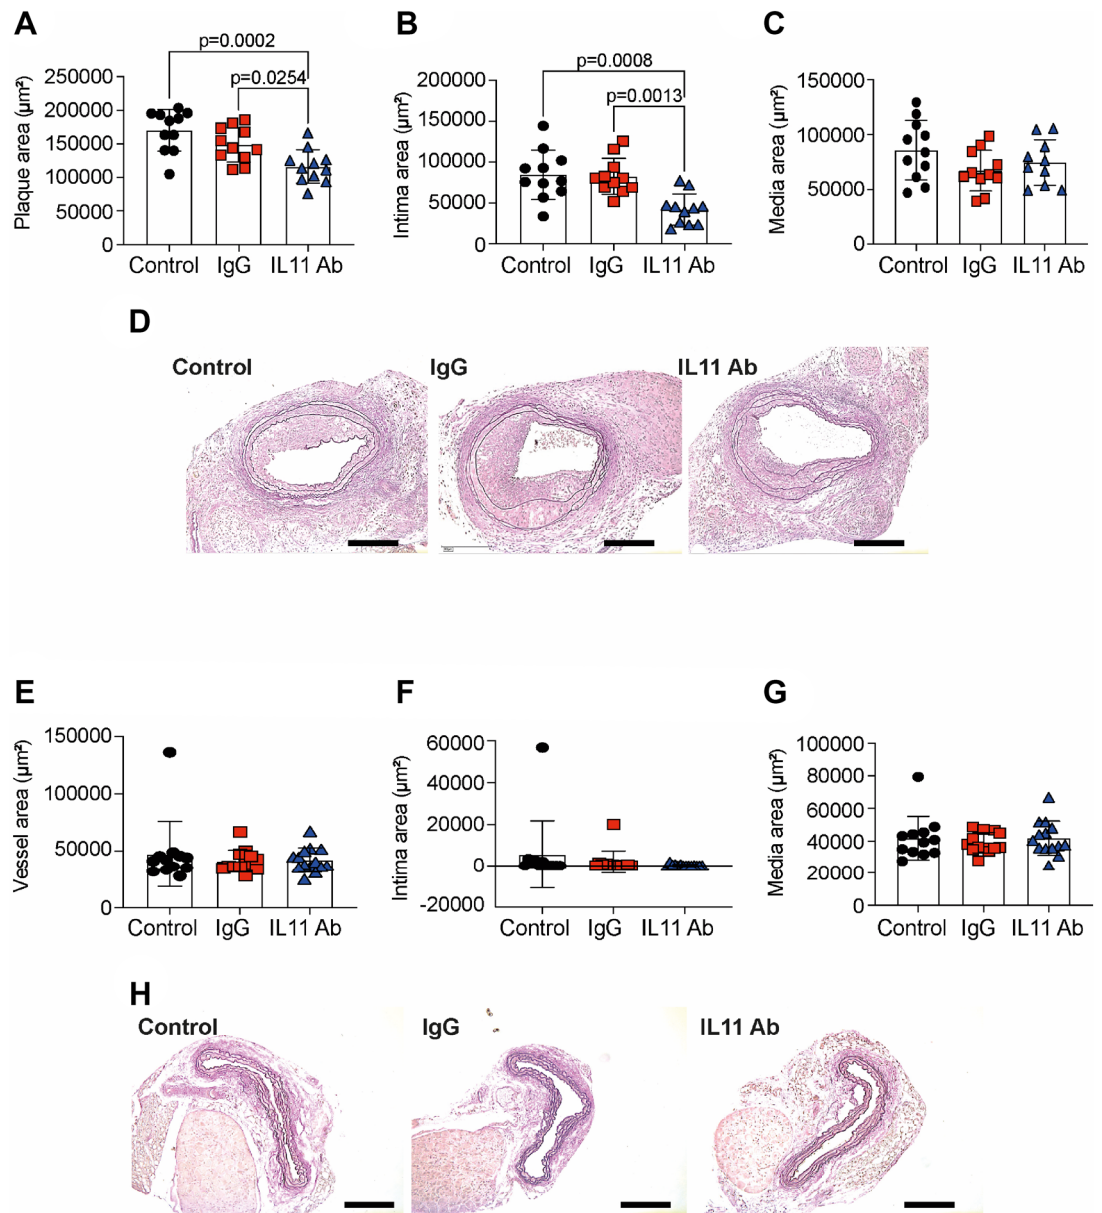 A
B
C
p=0.0002
p=0.0254
Plaque area (µm²)
250000
200000
150000
100000
50000
0
Control IgG IL11 Ab
p=0.0008
p=0.0013
Intima area (µm²)
200000
150000
100000
50000
0
Control IgG IL11 Ab
Media area (µm²)
150000
100000
50000
0
Control IgG IL11 Ab
D
Control
IgG
IL11 Ab
E
F
G
Vessel area (µm²)
150000
100000
50000
0
Control IgG IL11 Ab
Intima area (µm²)
60000
40000
20000
0
-20000
Control IgG IL11 Ab
Media area (µm²)
100000
80000
60000
40000
20000
0
Control IgG IL11 Ab
H
Control
IgG
IL11 Ab